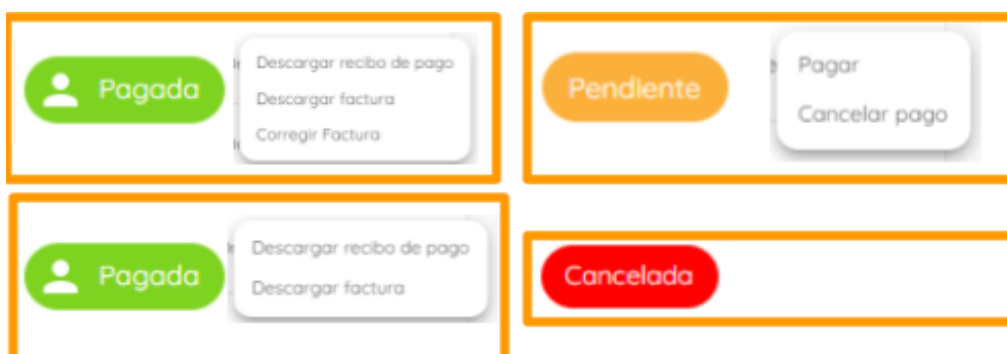 Pagada
Descargar recibo de pago
Descargar factura
Corregir Factura
Pendiente
Pagar
Cancelar pago
Pagada
Descargar recibo de pago
Descargar factura
Cancelada